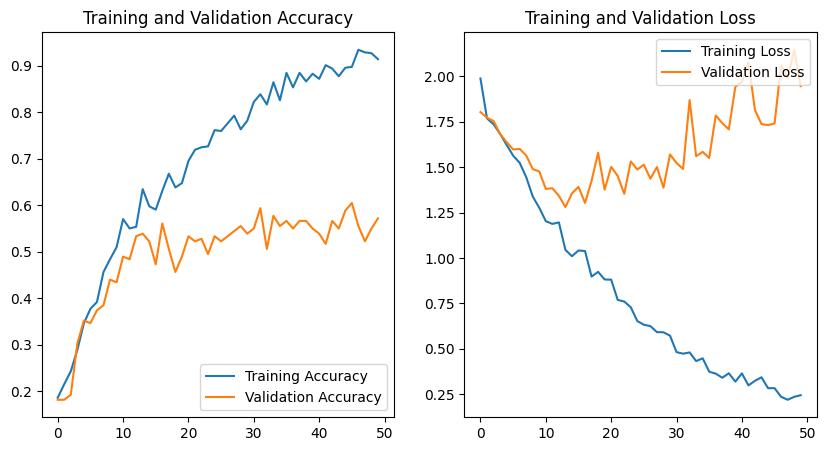 Training and Validation Accuracy
0.9
0.8
0.7
0.6
0.5
0.4
0.3
0.2
0 10 20 30 40 50
Training Accuracy
Validation Accuracy
Training and Validation Loss
2.00
1.75
1.50
1.25
1.00
0.75
0.50
0.25
0 10 20 30 40 50
Training Loss
Validation Loss